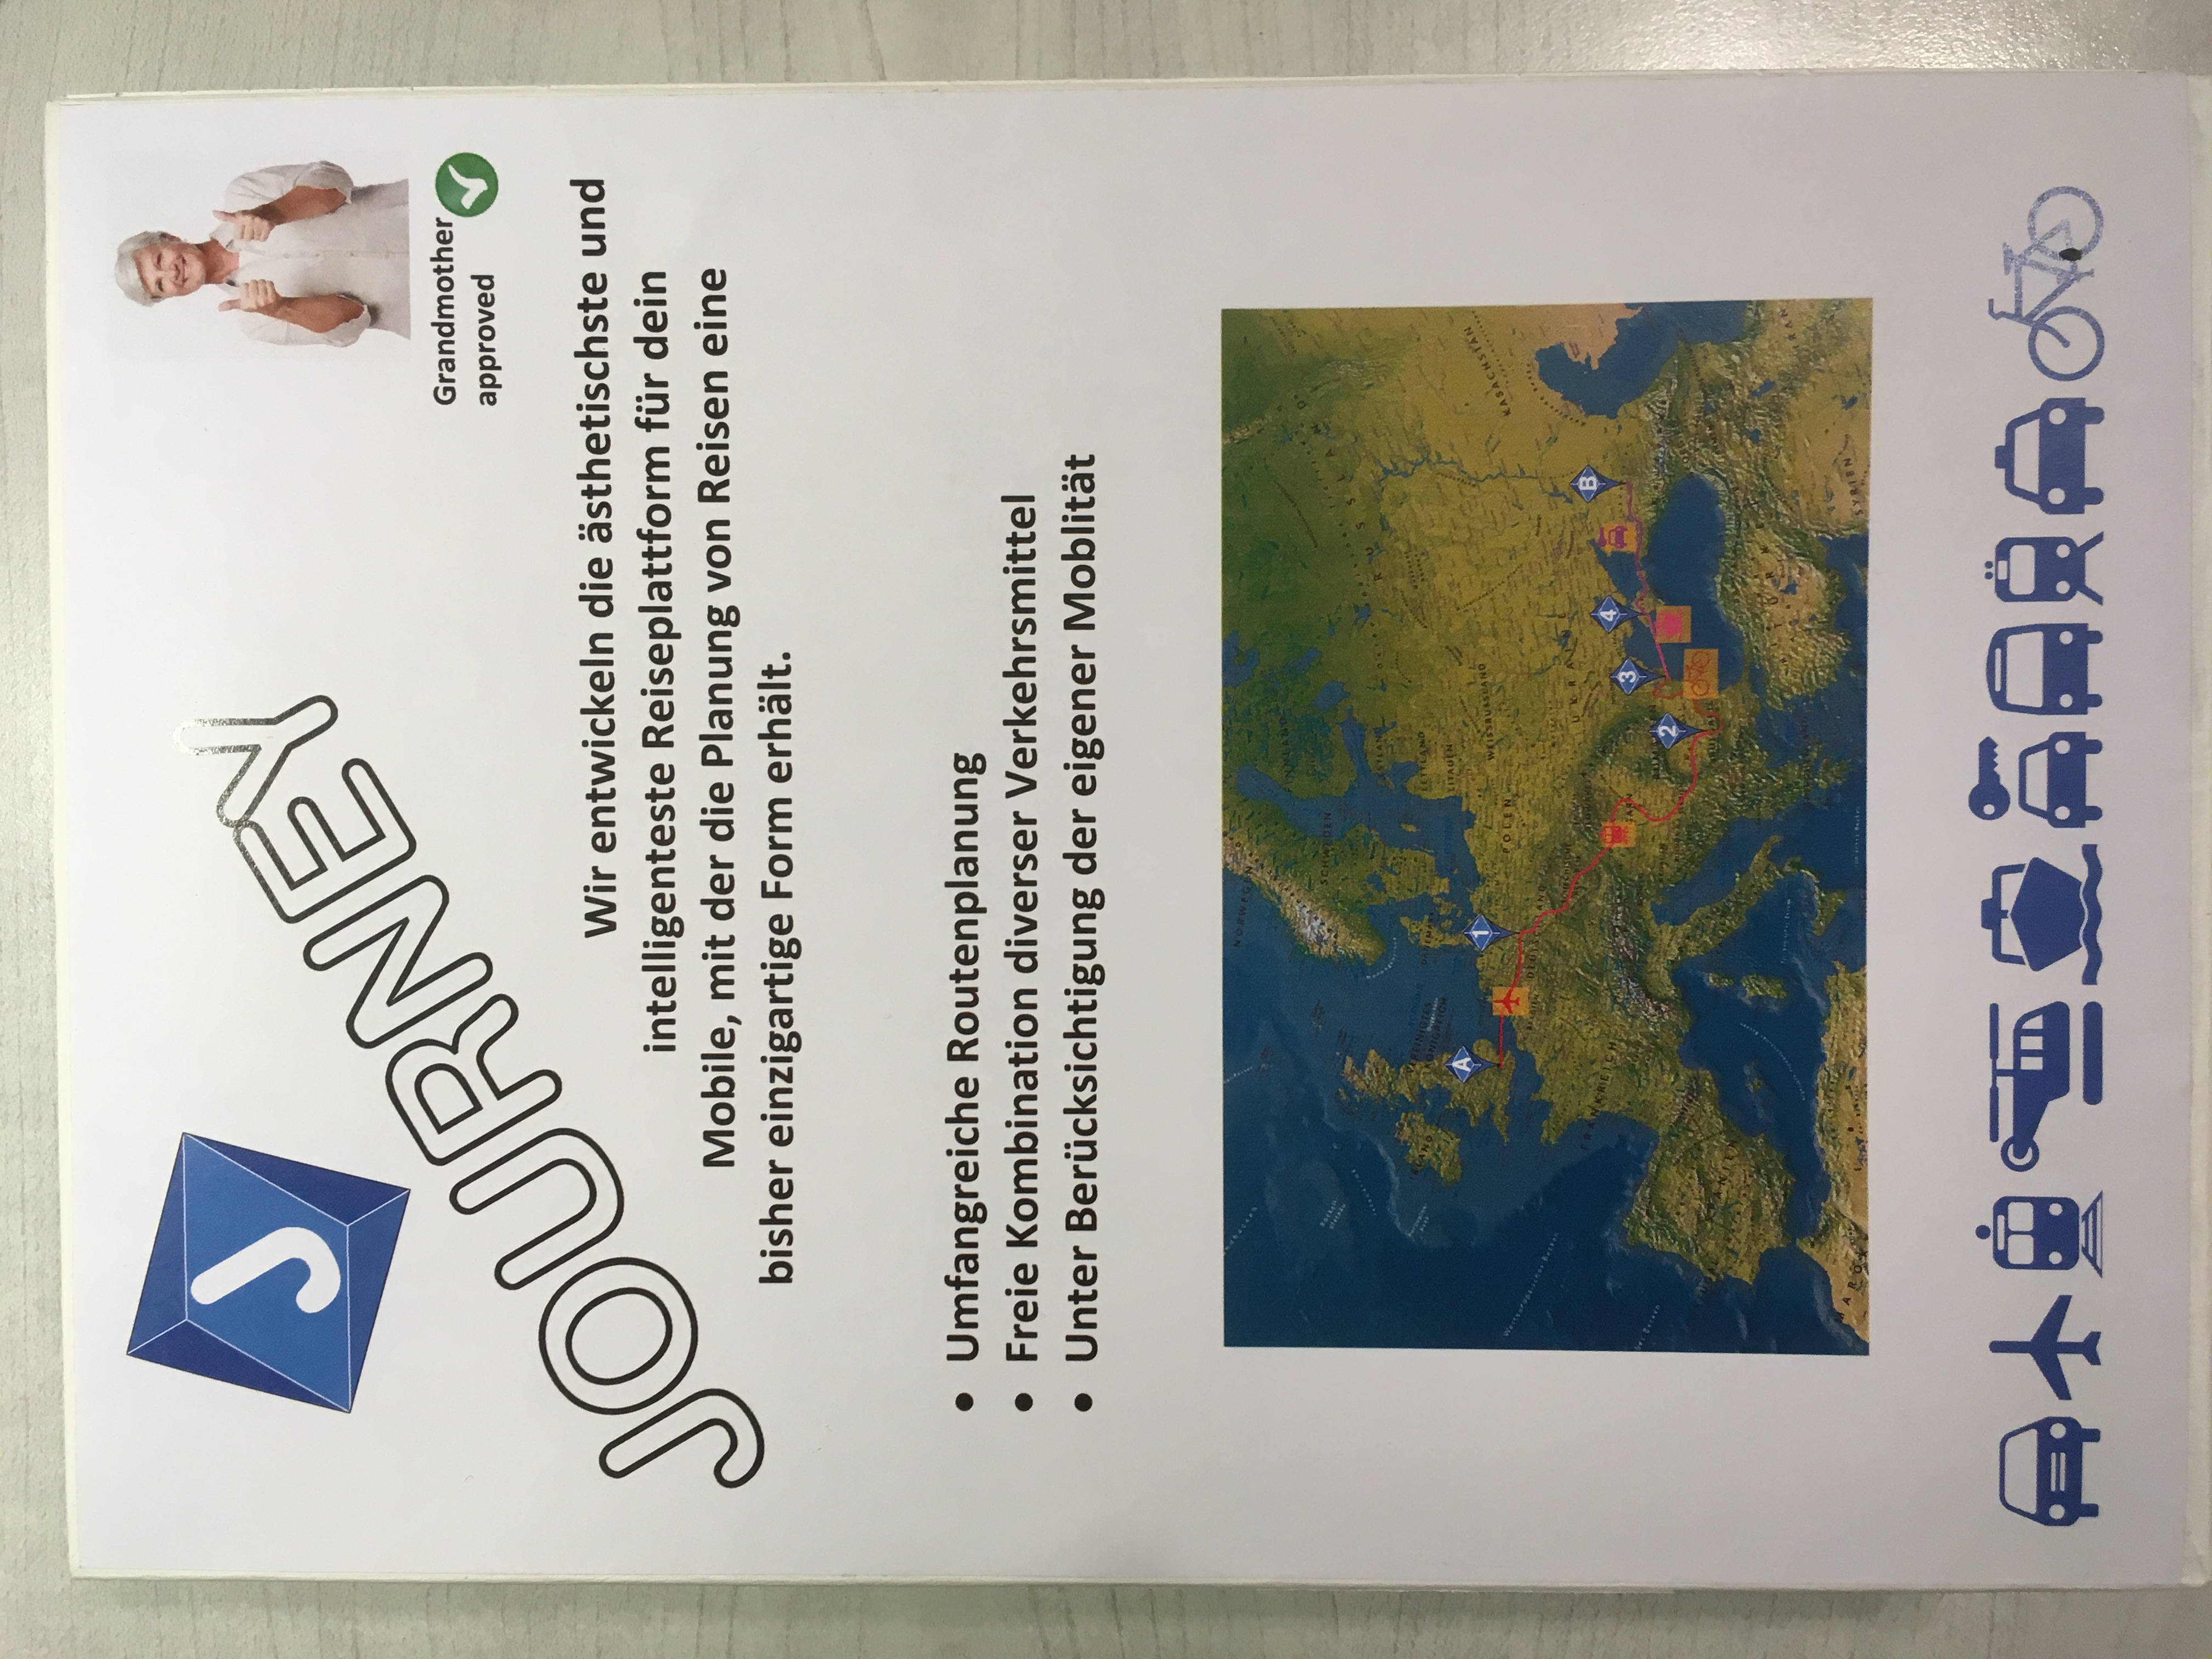 J
JOURNEY
Grandmother
approved
Wir entwickeln die ästhetischste und
intelligenteste Reiseplattform für dein
Mobile, mit der die Planung von Reisen eine
bisher einzigartige Form erhält.
• Umfangreiche Routenplanung
• Freie Kombination diverser Verkehrsmittel
• Unter Berücksichtigung der eigener Moblität
NORWEGEN
FINNLAND
SCHWEDEN
RUSSLAND
ESTLAND
LETTLAND
LITAUEN
IRLAND
VEREINIGTES
KÖNIGREICH
DÄNEMARK
A
1
POLEN
WEISSRUSSLAND
KASACHSTAN
DEUTSCHLAND
UKRAINE
FRANKREICH
B
4
3
2
SPANIEN
TÜRKEI
IRAN
SYRIEN
MAROKKO